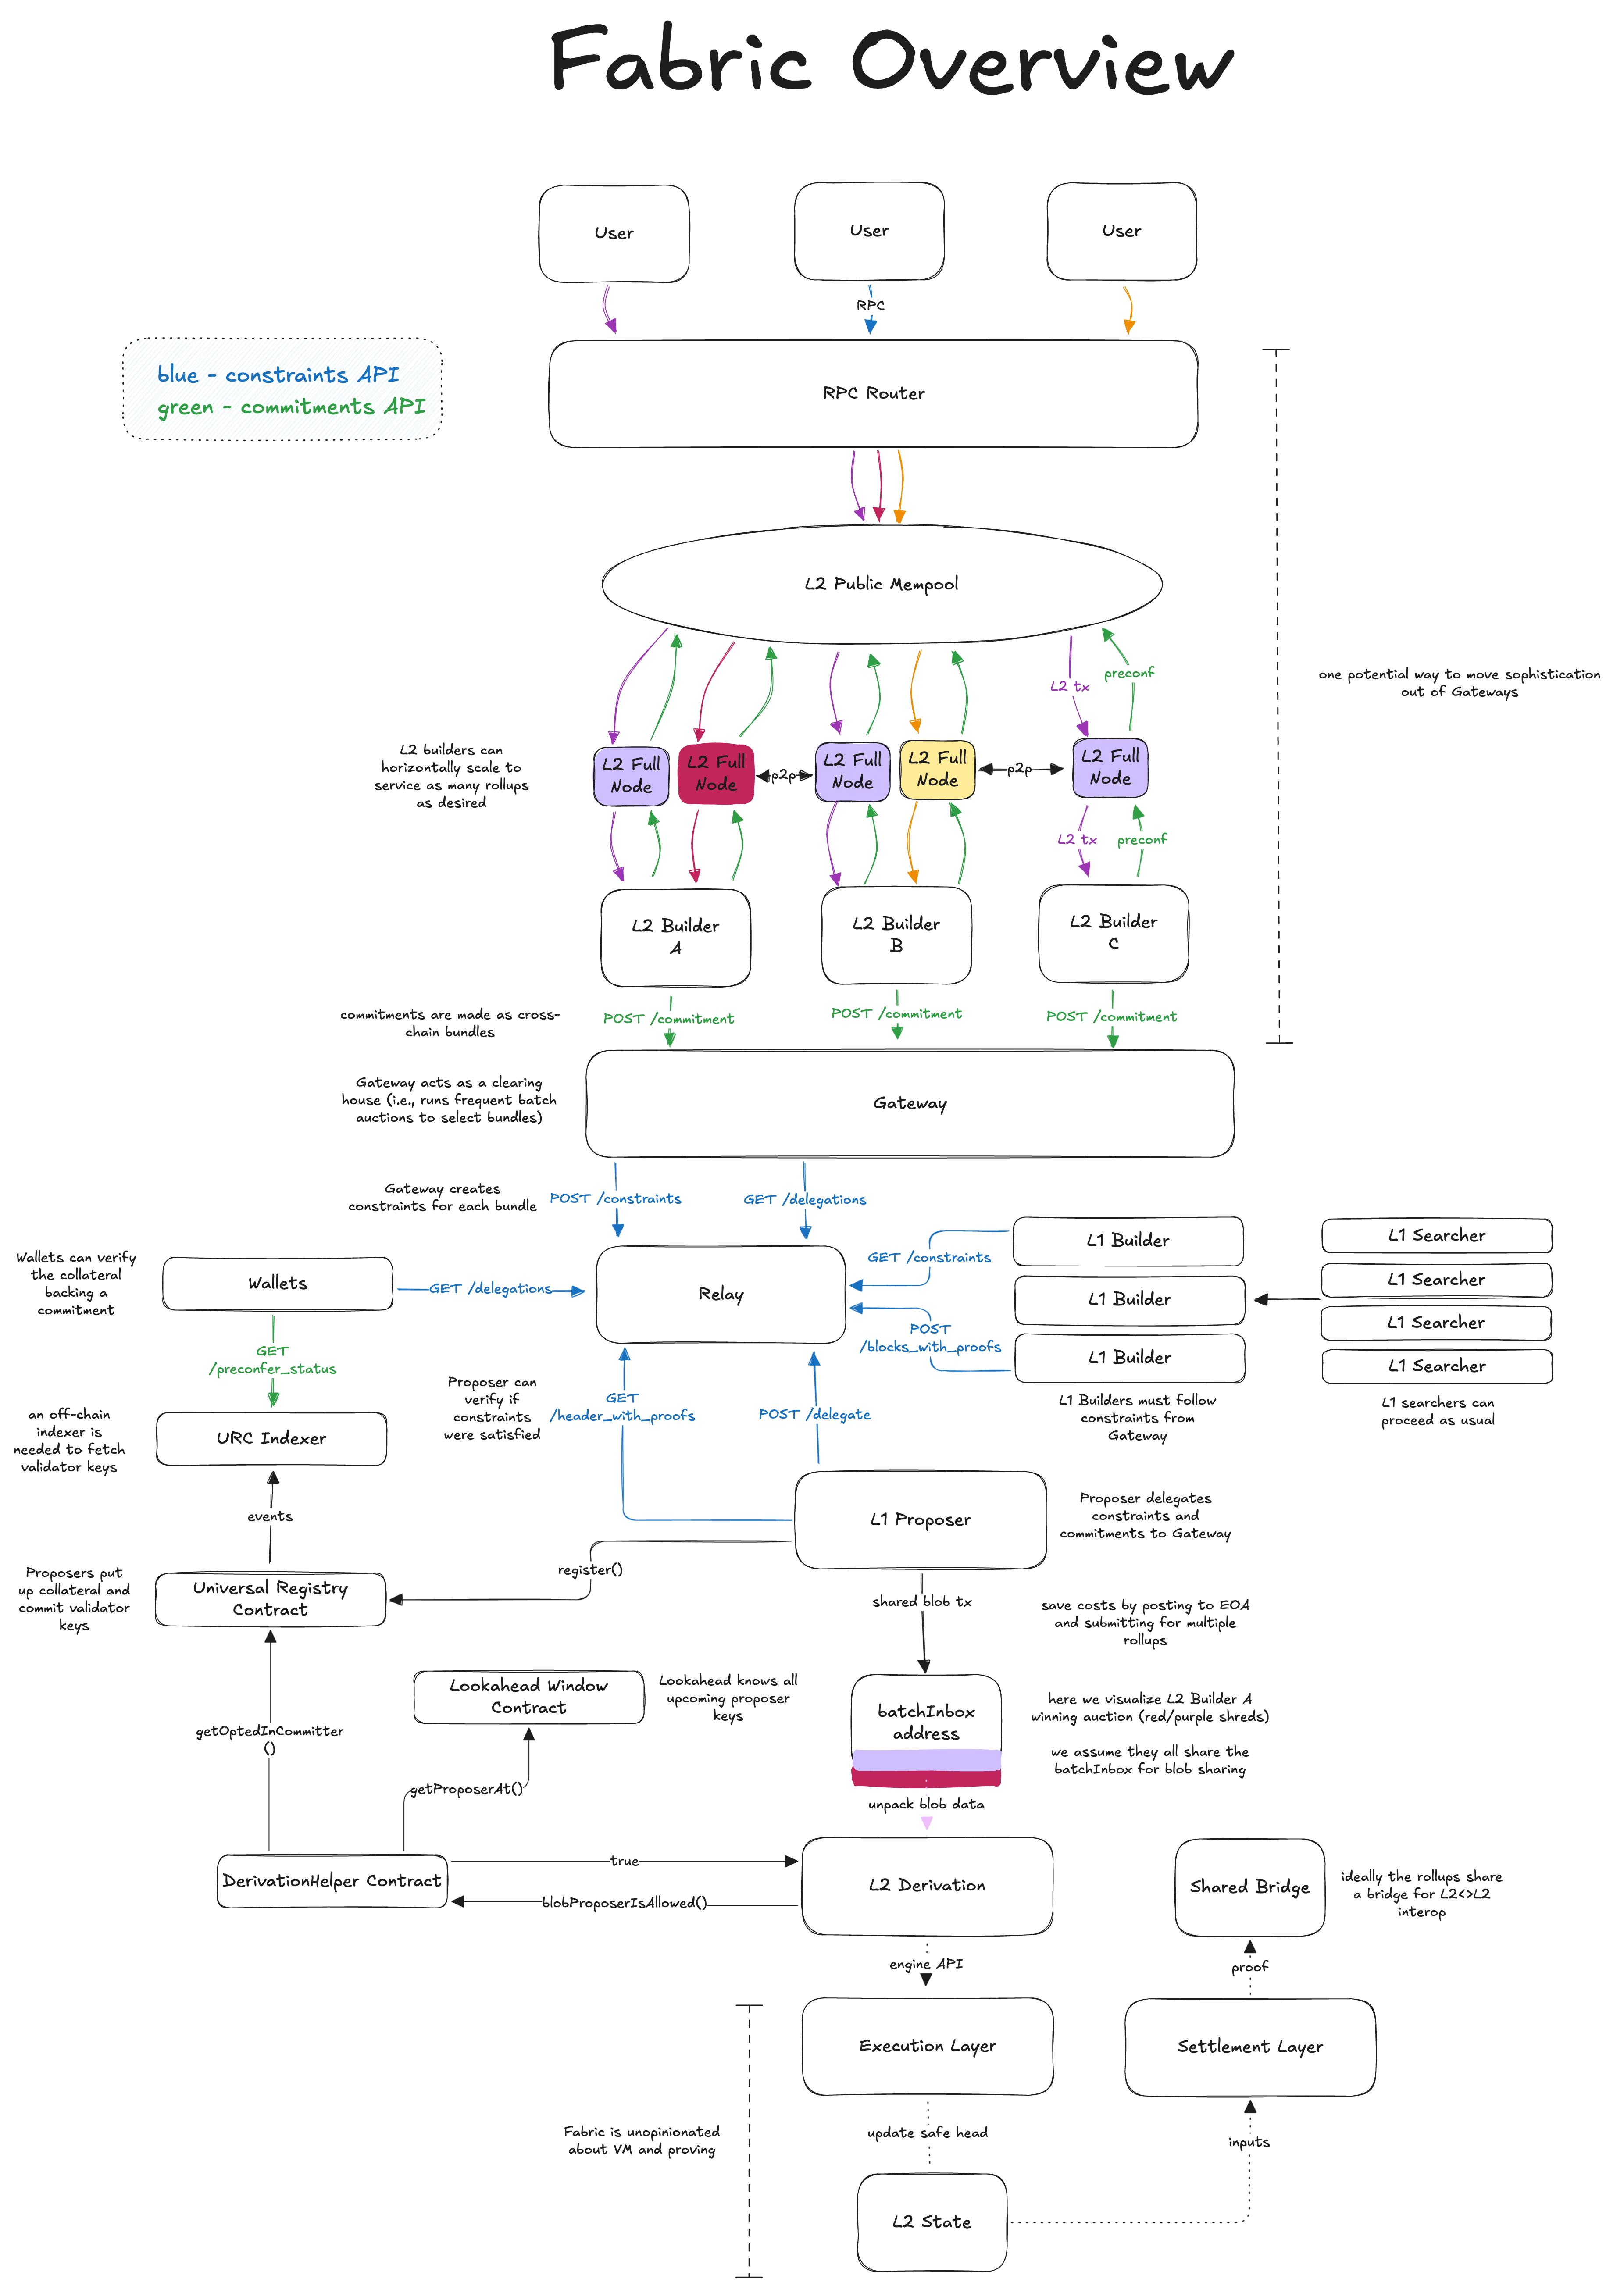 Fabric Overview
User
User
User
RPC
blue - constraints API
green - commitments API
RPC Router
L2 Public Mempool
one potential way to move sophistication
out of Gateways
L2 tx
preconf
L2 builders can
horizontally scale to
service as many rollups
as desired
L2 Full
Node
L2 Full
Node
p2p
L2 Full
Node
L2 Full
Node
p2p
L2 Full
Node
L2 tx
preconf
L2 Builder
A
L2 Builder
B
L2 Builder
C
commitments are made as cross-
chain bundles
POST /commitment
POST /commitment
POST /commitment
Gateway acts as a clearing
house (i.e., runs frequent batch
auctions to select bundles)
Gateway
Gateway creates
constraints for each bundle
POST /constraints
GET /delegations
Wallets can verify
the collateral
backing a
commitment
Wallets
GET /delegations
Relay
GET /constraints
POST
/blocks_with_proofs
L1 Builder
L1 Builder
L1 Builder
L1 Searcher
L1 Searcher
L1 Searcher
L1 Searcher
L1 Builders must follow
constraints from
Gateway
L1 searchers can
proceed as usual
GET
/preconfer_status
Proposer can
verify if
constraints
were satisfied
GET
/header_with_proofs
POST /delegate
an off-chain
indexer is
needed to fetch
validator keys
URC Indexer
L1 Proposer
Proposer delegates
constraints and
commitments to Gateway
events
register()
Proposers put
up collateral and
commit validator
keys
Universal Registry
Contract
shared blob tx
save costs by posting to EOA
and submitting for multiple
rollups
Lookahead Window
Contract
Lookahead knows all
upcoming proposer
keys
batchInbox
address
here we visualize L2 Builder A
winning auction (red/purple shreds)
we assume they all share the
batchInbox for blob sharing
getOptedInCommitter
()
getProposerAt()
unpack blob data
DerivationHelper Contract
true
blobProposerIsAllowed()
L2 Derivation
Shared Bridge
ideally the rollups share
a bridge for L2<>L2
interop
engine API
proof
Execution Layer
Settlement Layer
Fabric is unopinionated
about VM and proving
update safe head
inputs
L2 State